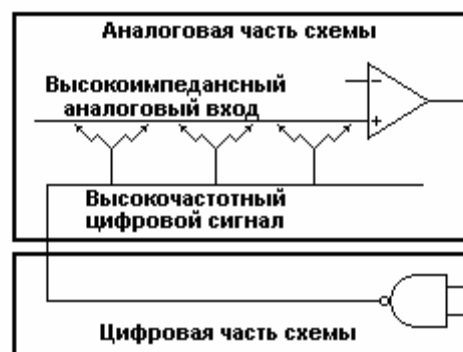 Аналоговая часть схемы
Высокоимпедансный
аналоговый вход
Высокочастотный
цифровой сигнал
Цифровая часть схемы